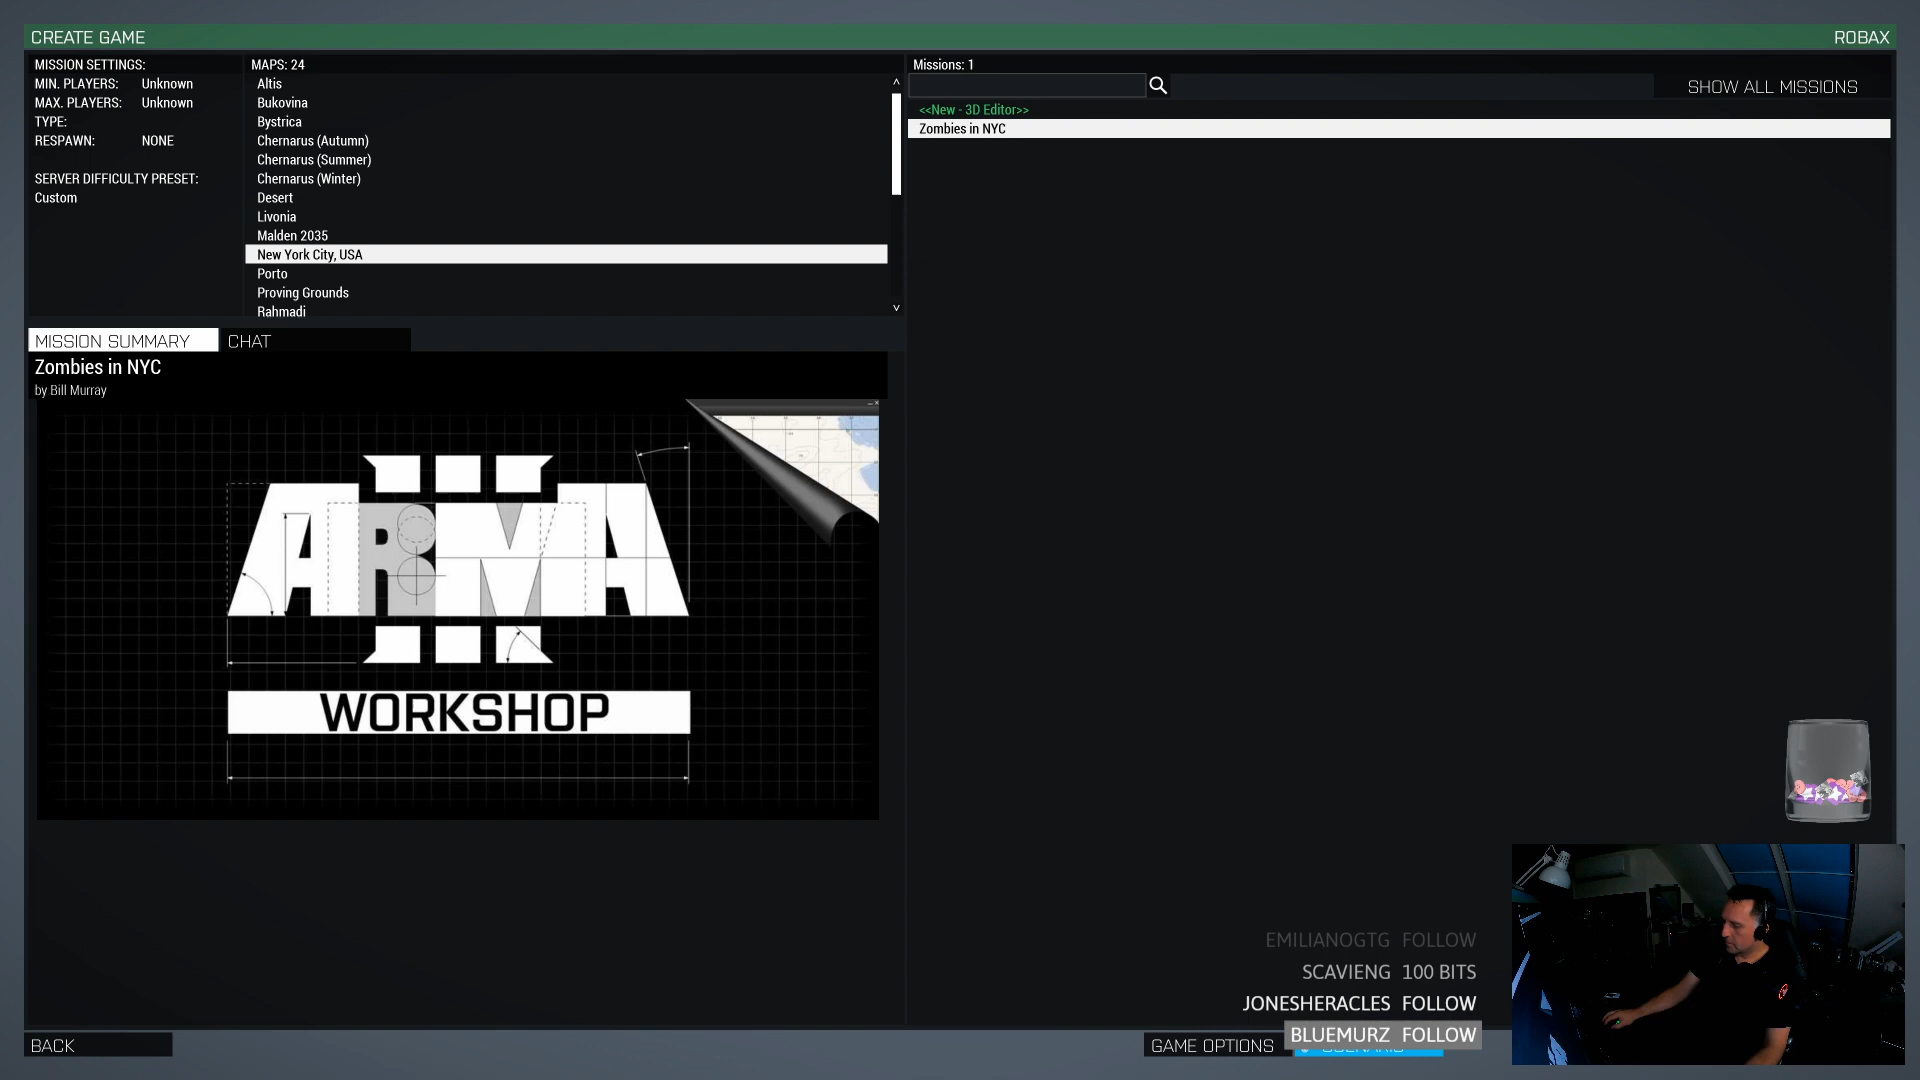 CREATE GAME
ROBAX
MISSION SETTINGS:
MIN. PLAYERS: Unknown
MAX. PLAYERS: Unknown
TYPE:
RESPAWN: NONE
SERVER DIFFICULTY PRESET:
Custom
MAPS: 24
Altis
Bukovina
Bystrica
Chernarus (Autumn)
Chernarus (Summer)
Chernarus (Winter)
Desert
Livonia
Malden 2035
New York City, USA
Porto
Proving Grounds
Rahmadi
Missions: 1
SHOW ALL MISSIONS
<<New - 3D Editor>>
Zombies in NYC
MISSION SUMMARY
CHAT
Zombies in NYC
by Bill Murray
ARMA
III
WORKSHOP
EMILIANOGTG FOLLOW
SCAVIENG 100 BITS
JONESHERACLES FOLLOW
BLUEMURZ FOLLOW
BACK
GAME OPTIONS